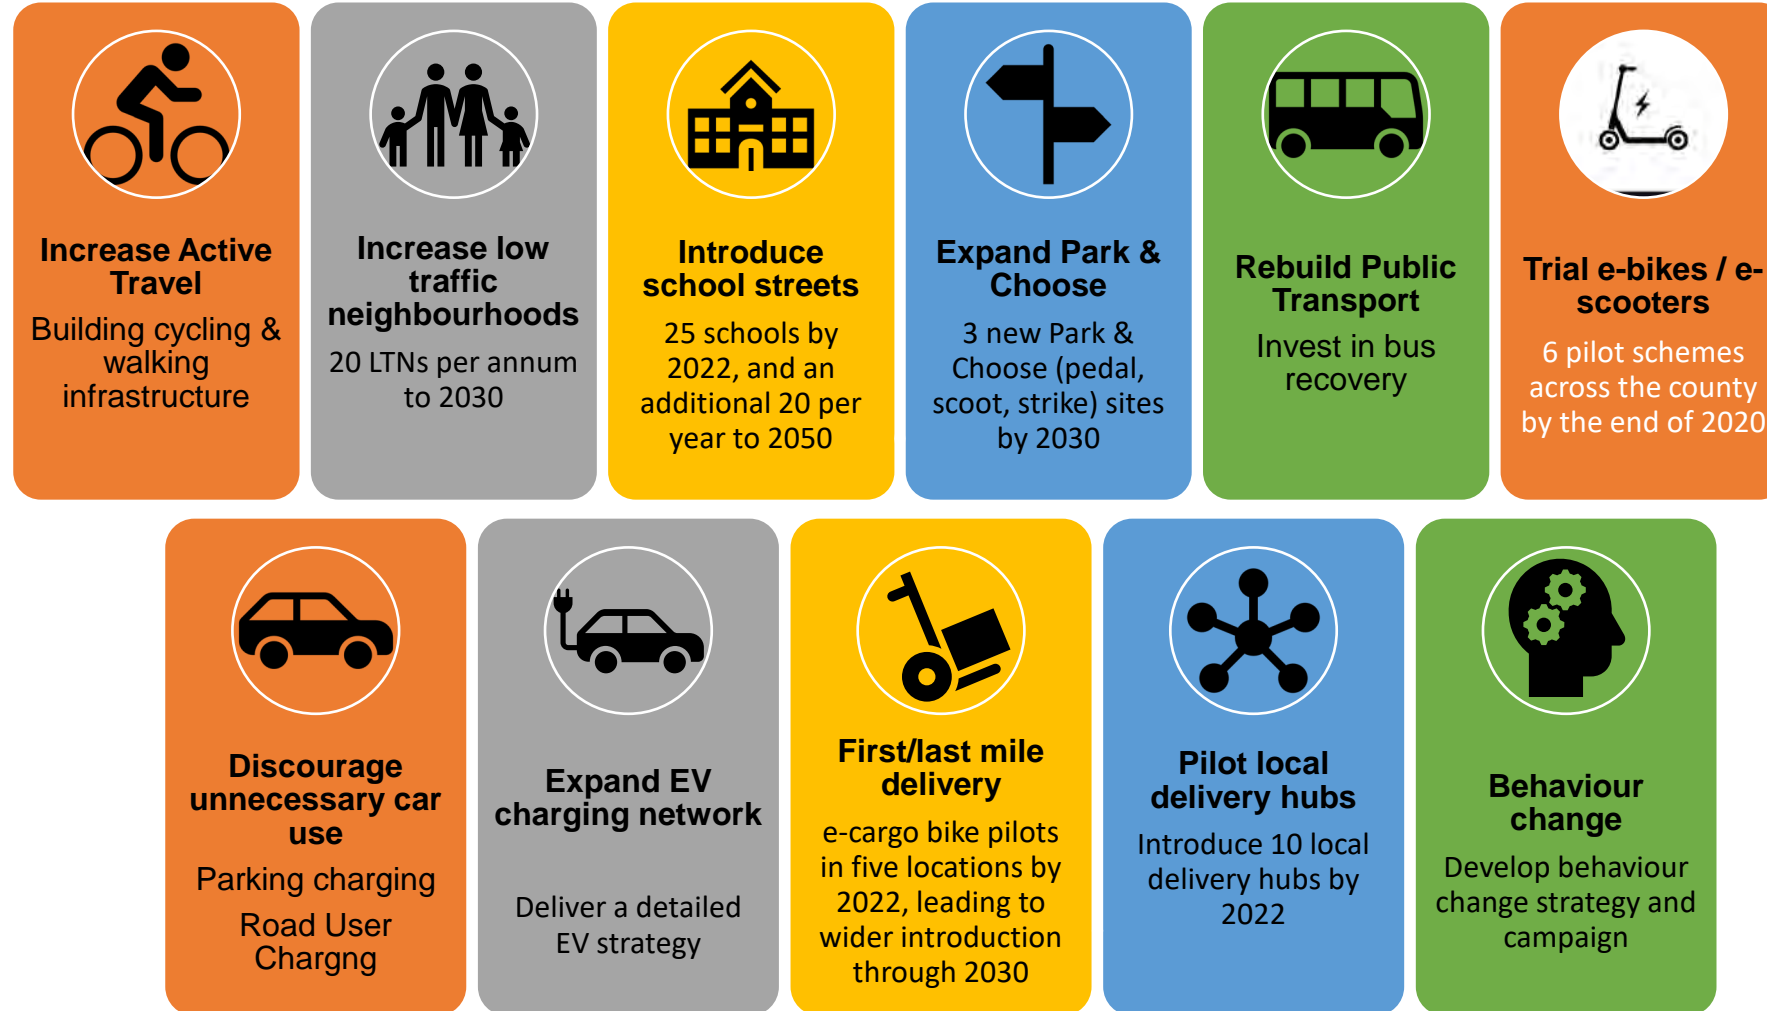 Increase Active
Travel
Building cycling &
walking
infrastructure
Increase low
traffic
neighbourhoods
20 LTNs per annum
to 2030
Introduce
school streets
25 schools by
2022, and an
additional 20 per
year to 2050
Expand Park &
Choose
3 new Park &
Choose (pedal,
scoot, strike) sites
by 2030
Rebuild Public
Transport
Invest in bus
recovery
Trial e-bikes / e-
scooters
6 pilot schemes
across the county
by the end of 2020
Discourage
unnecessary car
use
Parking charging
Road User
Chargng
Expand EV
charging network
Deliver a detailed
EV strategy
First/last mile
delivery
e-cargo bike pilots
in five locations by
2022, leading to
wider introduction
through 2030
Pilot local
delivery hubs
Introduce 10 local
delivery hubs by
2022
Behaviour
change
Develop behaviour
change strategy and
campaign